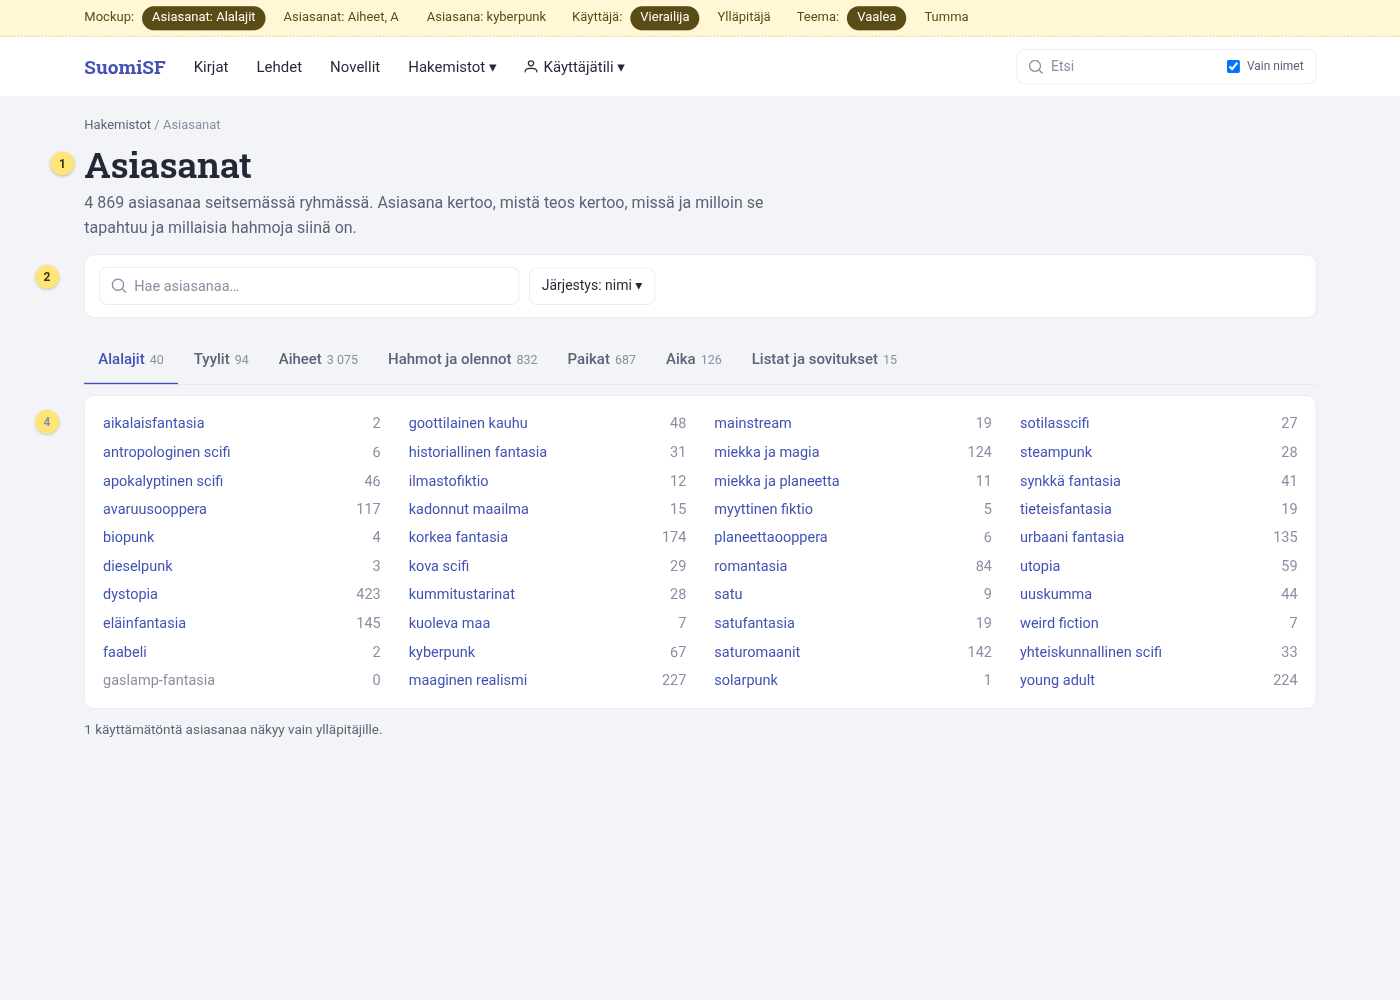 Mockup: Asiasanat: Alalajit Asiasanat: Aiheet, A Asiasana: kyberpunk Käyttäjä: Vierailija Ylläpitäjä Teema: Vaalea Tumma
SuomiSF Kirjat Lehdet Novellit Hakemistot ▾ Käyttäjätili ▾ Etsi Vain nimet
Hakemistot / Asiasanat
1 Asiasanat
4 869 asiasanaa seitsemässä ryhmässä. Asiasana kertoo, mistä teos kertoo, missä ja milloin se
tapahtuu ja millaisia hahmoja siinä on.
2 Hae asiasanaa… Järjestys: nimi ▾
Alalajit 40 Tyylit 94 Aiheet 3 075 Hahmot ja olennot 832 Paikat 687 Aika 126 Listat ja sovitukset 15
4
aikalaisfantasia 2
antropologinen scifi 6
apokalyptinen scifi 46
avaruusooppera 117
biopunk 4
dieselpunk 3
dystopia 423
eläinfantasia 145
faabeli 2
gaslamp-fantasia 0
goottilainen kauhu 48
historiallinen fantasia 31
ilmastofiktio 12
kadonnut maailma 15
korkea fantasia 174
kova scifi 29
kummitustarinat 28
kuoleva maa 7
kyberpunk 67
maaginen realismi 227
mainstream 19
miekka ja magia 124
miekka ja planeetta 11
myyttinen fiktio 5
planeettaooppera 6
romantasia 84
satu 9
satufantasia 19
saturomaanit 142
solarpunk 1
sotilasscifi 27
steampunk 28
synkkä fantasia 41
tieteisfantasia 19
urbaani fantasia 135
utopia 59
uuskumma 44
weird fiction 7
yhteiskunnallinen scifi 33
young adult 224
1 käyttämätöntä asiasanaa näkyy vain ylläpitäjille.